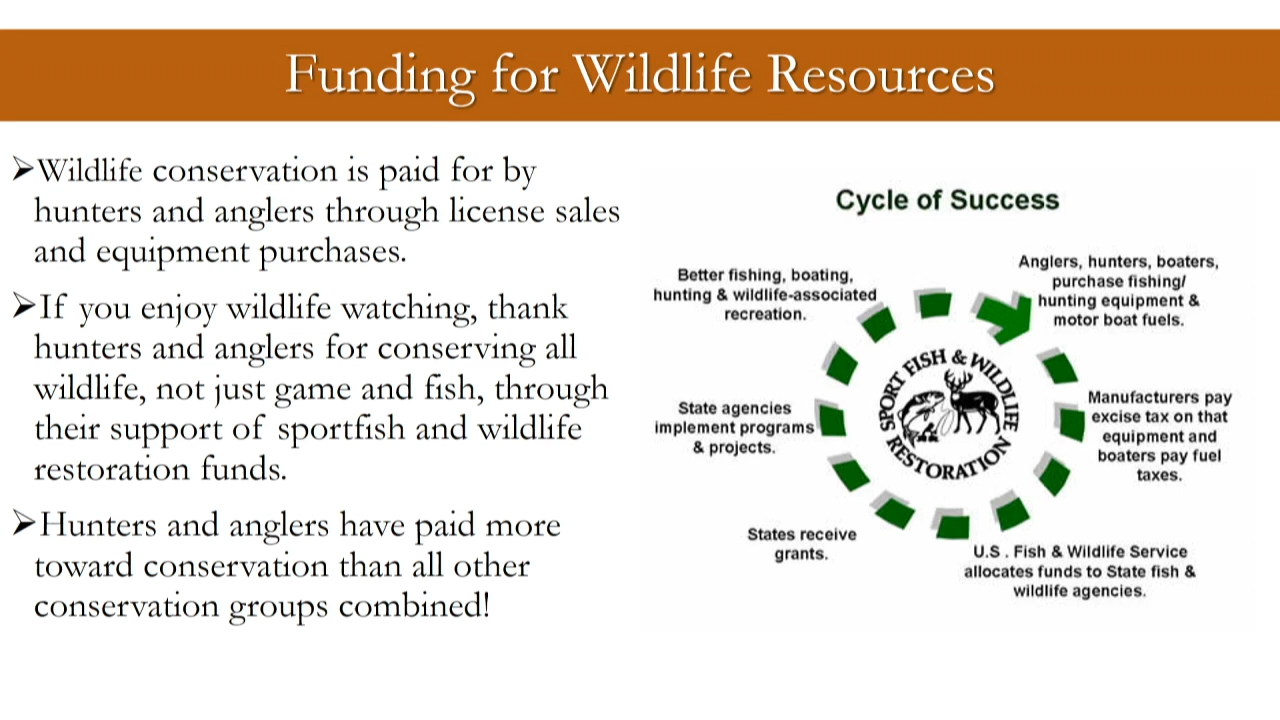 Funding for Wildlife Resources
➢Wildlife conservation is paid for by
hunters and anglers through license sales
and equipment purchases.
➢If you enjoy wildlife watching, thank
hunters and anglers for conserving all
wildlife, not just game and fish, through
their support of sportfish and wildlife
restoration funds.
➢Hunters and anglers have paid more
toward conservation than all other
conservation groups combined!
Cycle of Success
Anglers, hunters, boaters,
purchase fishing/
hunting equipment &
motor boat fuels.
Manufacturers pay
excise tax on that
equipment and
boaters pay fuel
taxes.
U.S . Fish & Wildlife Service
allocates funds to State fish &
wildlife agencies.
States receive
grants.
State agencies
implement programs
& projects.
Better fishing, boating,
hunting & wildlife-associated
recreation.
SPORT FISH & WILDLIFE
RESTORATION